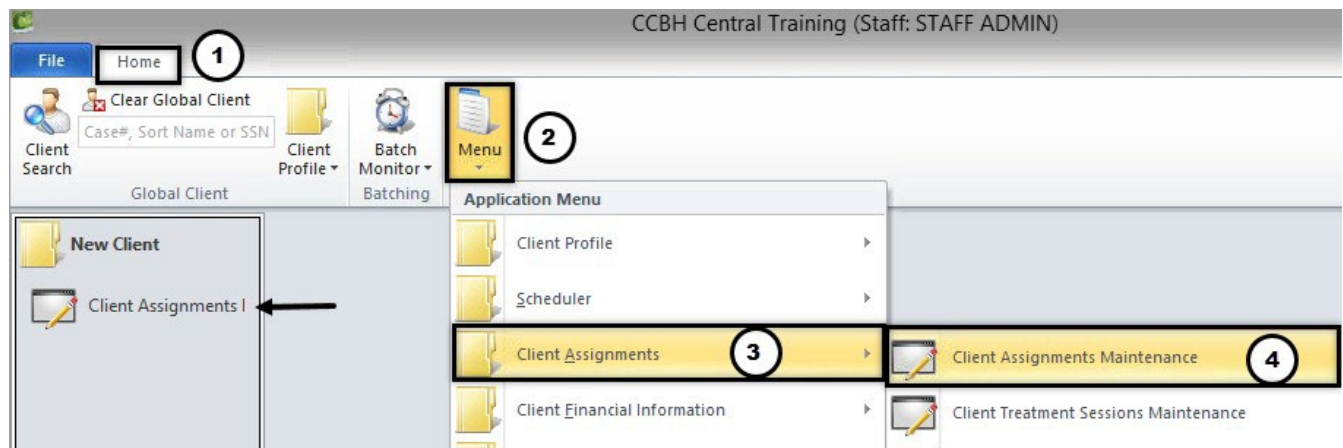 CCBH Central Training (Staff: STAFF ADMIN)
File
Home
1
Clear Global Client
Case#, Sort Name or SSN
Client
Search
Client
Profile
Batch
Monitor
Menu
2
Global Client
Batching
Application Menu
New Client
Client Assignments I
Client Profile
Scheduler
Client Assignments
3
Client Assignments Maintenance
4
Client Financial Information
Client Treatment Sessions Maintenance